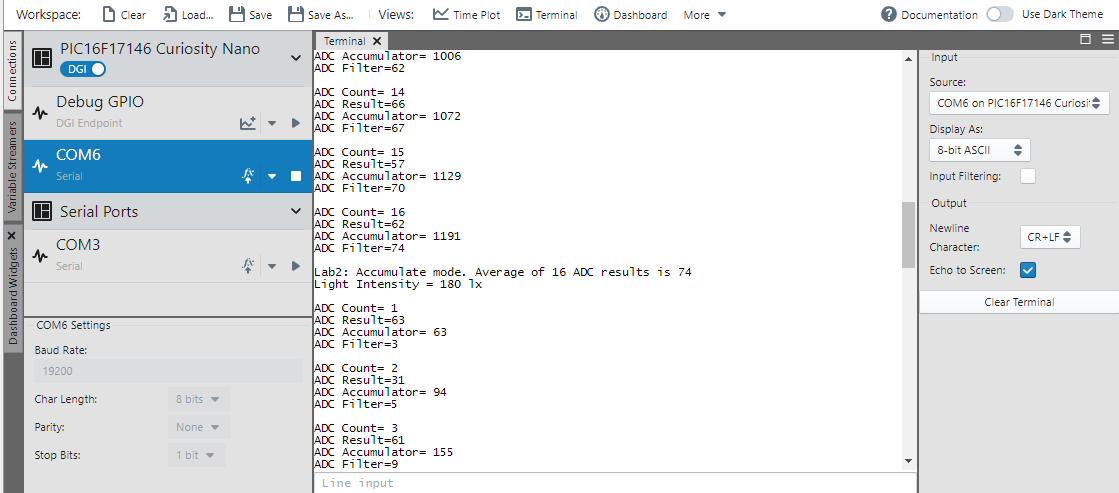 Workspace: Clear Load... Save Save As... Views: Time Plot Terminal Dashboard More Documentation Use Dark Theme
Connections
Variable Streamers
Dashboard Widgets
PIC16F17146 Curiosity Nano
DGI
Debug GPIO
DGI Endpoint
COM6
Serial
Serial Ports
COM3
Serial
COM6 Settings
Baud Rate:
19200
Char Length: 8 bits
Parity: None
Stop Bits: 1 bit
Terminal
ADC Accumulator= 1006
ADC Filter=62
ADC Count= 14
ADC Result=66
ADC Accumulator= 1072
ADC Filter=67
ADC Count= 15
ADC Result=57
ADC Accumulator= 1129
ADC Filter=70
ADC Count= 16
ADC Result=62
ADC Accumulator= 1191
ADC Filter=74
Lab2: Accumulate mode. Average of 16 ADC results is 74
Light Intensity = 180 lx
ADC Count= 1
ADC Result=63
ADC Accumulator= 63
ADC Filter=3
ADC Count= 2
ADC Result=31
ADC Accumulator= 94
ADC Filter=5
ADC Count= 3
ADC Result=61
ADC Accumulator= 155
ADC Filter=9
Line input
Input
Source:
COM6 on PIC16F17146 Curiosit
Display As:
8-bit ASCII
Input Filtering:
Output
Newline
Character:
CR+LF
Echo to Screen:
Clear Terminal